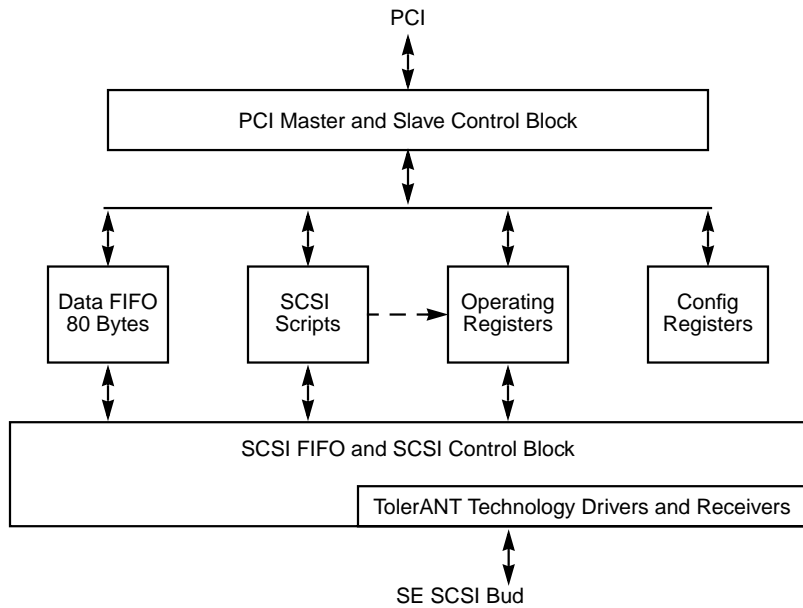 PCI
PCI Master and Slave Control Block
Data FIFO
80 Bytes
SCSI
Scripts
Operating
Registers
Config
Registers
SCSI FIFO and SCSI Control Block
TolerANT Technology Drivers and Receivers
SE SCSI Bud